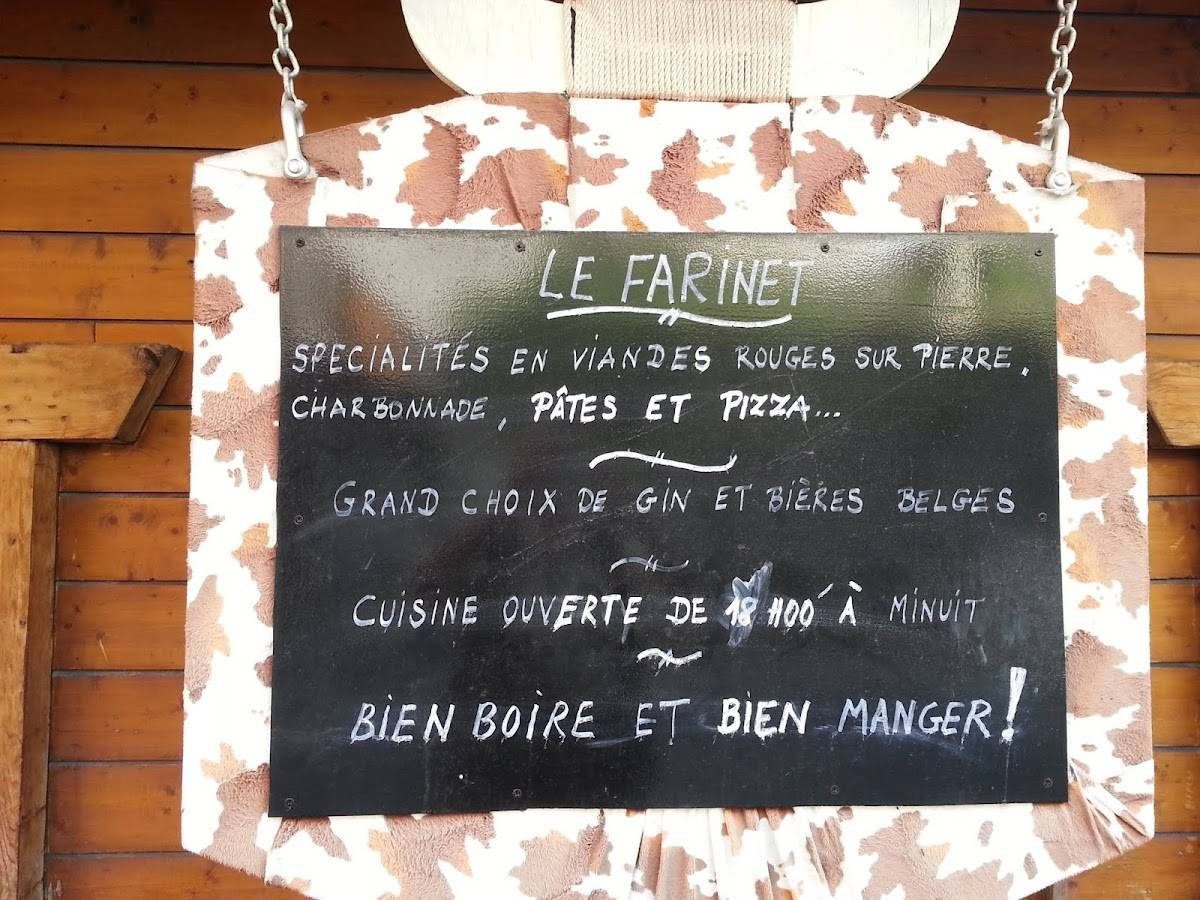 LE FARINET
SPECIALITÉS EN VIANDES ROUGES SUR PIERRE,
CHARBONNADE, PÂTES ET PIZZA...
GRAND CHOIX DE GIN ET BIÈRES BELGES
CUISINE OUVERTE DE 18H00 À MINUIT
BIEN BOIRE ET BIEN MANGER!